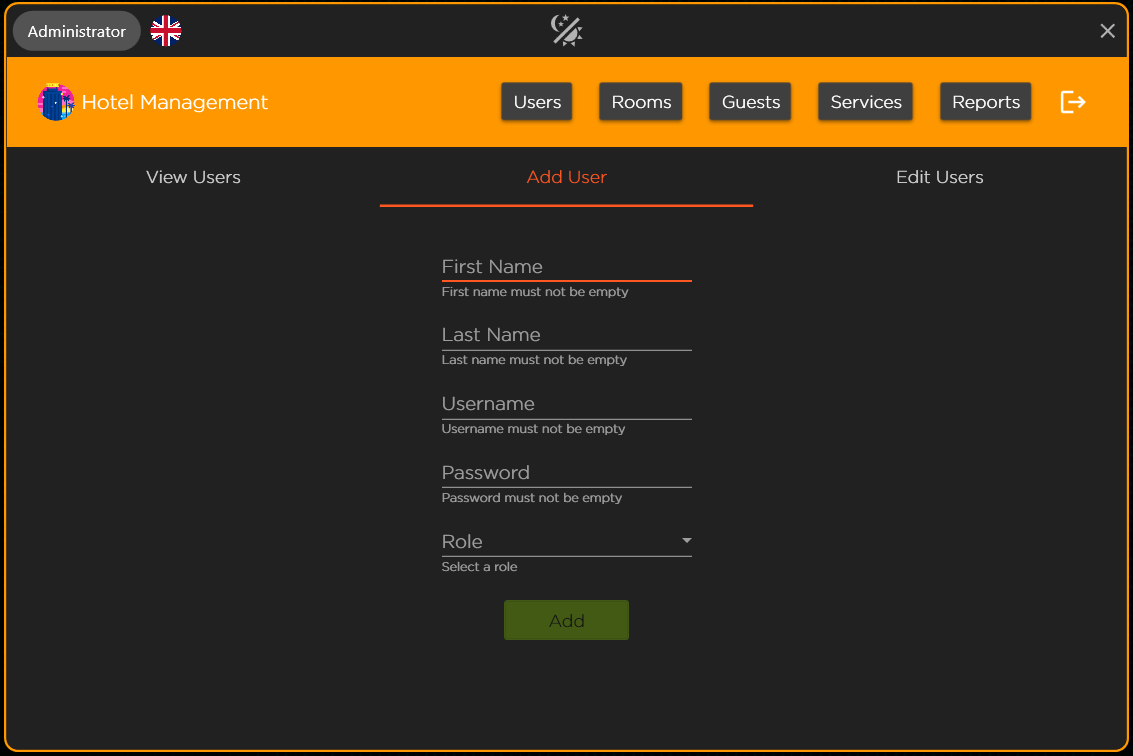 Administrator
Hotel Management
Users
Rooms
Guests
Services
Reports
View Users
Add User
Edit Users
First Name
First name must not be empty
Last Name
Last name must not be empty
Username
Username must not be empty
Password
Password must not be empty
Role
Select a role
Add